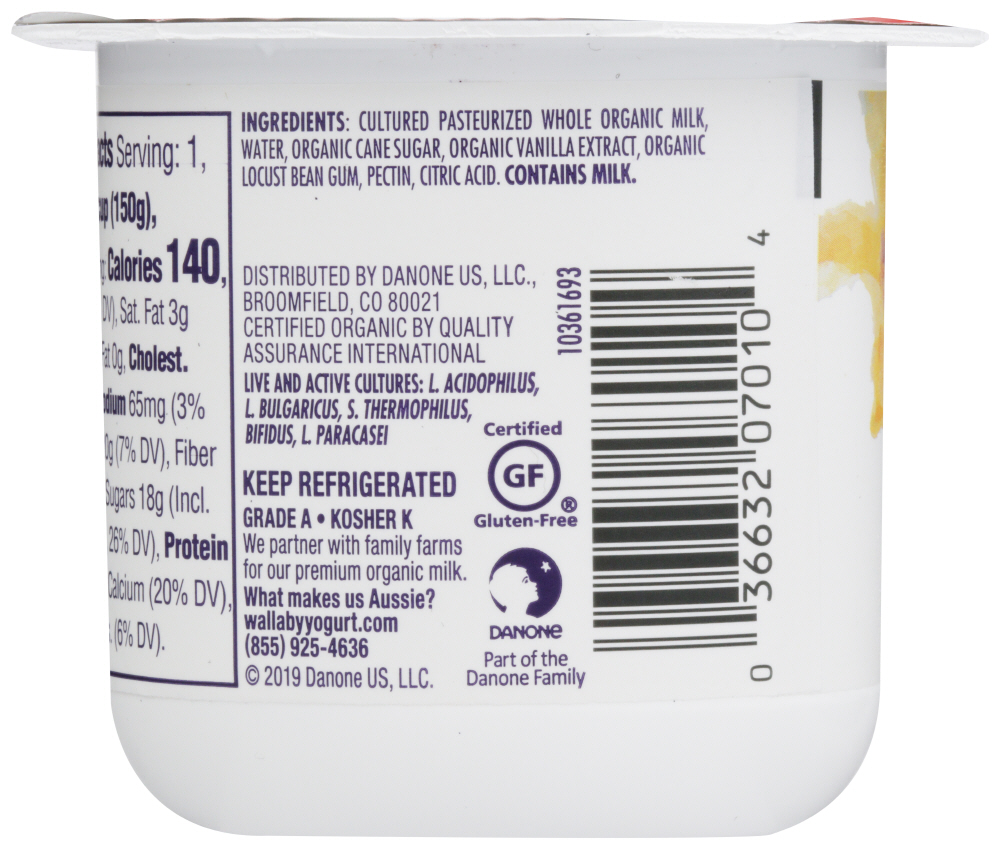 Serving: 1,
(150g),
Calories 140,
DV), Sat. Fat 3g
Fat 0g, Cholest.
65mg (3%
(7% DV), Fiber
Sugars 18g (Incl.
26% DV), Protein
Calcium (20% DV),
(6% DV).
INGREDIENTS: CULTURED PASTEURIZED WHOLE ORGANIC MILK,
WATER, ORGANIC CANE SUGAR, ORGANIC VANILLA EXTRACT, ORGANIC
LOCUST BEAN GUM, PECTIN, CITRIC ACID. CONTAINS MILK.
DISTRIBUTED BY DANONE US, LLC.,
BROOMFIELD, CO 80021
CERTIFIED ORGANIC BY QUALITY
ASSURANCE INTERNATIONAL
LIVE AND ACTIVE CULTURES: L. ACIDOPHILUS,
L. BULGARICUS, S. THERMOPHILUS,
BIFIDUS, L. PARACASEI
KEEP REFRIGERATED
GRADE A • KOSHER K
We partner with family farms
for our premium organic milk.
What makes us Aussie?
wallabyyogurt.com
(855) 925-4636
© 2019 Danone US, LLC.
Certified
GF
®
Gluten-Free
DANONE
Part of the
Danone Family
10361693
0 36632 07010 4